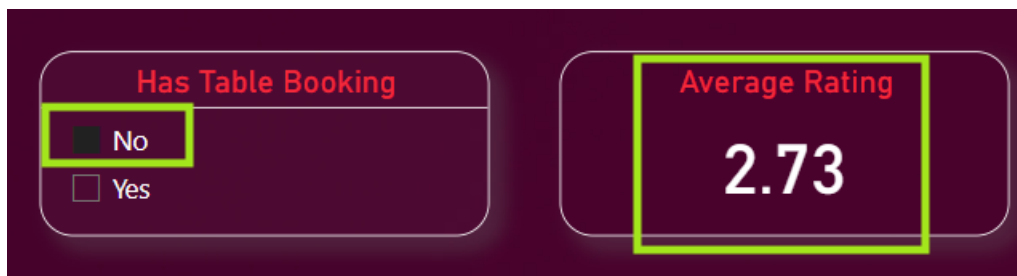 Has Table Booking
No
Yes
Average Rating
2.73